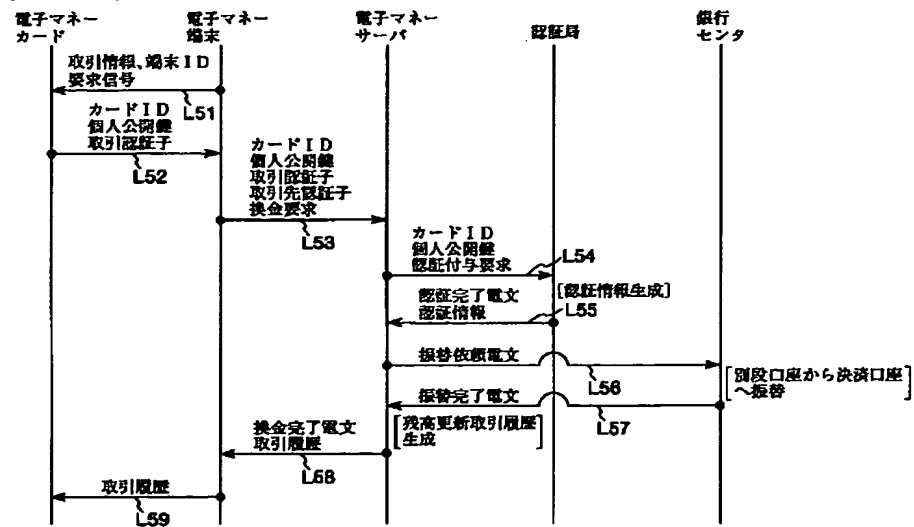 電子マネー
カード
電子マネー
端末
電子マネー
サーバ
認証局
銀行
センタ
取引情報、端末ID
要求信号
L51
カードID
個人公開鍵
取引認証子
L52
カードID
個人公開鍵
取引認証子
取引先認証子
換金要求
L53
カードID
個人公開鍵
認証付与要求
L54
認証完了電文
認証情報
[認証情報生成]
L55
振替依頼電文
L56
[別段口座から決済口座
へ振替]
振替完了電文
L57
[残高更新取引履歴
生成]
換金完了電文
取引履歴
L58
取引履歴
L59